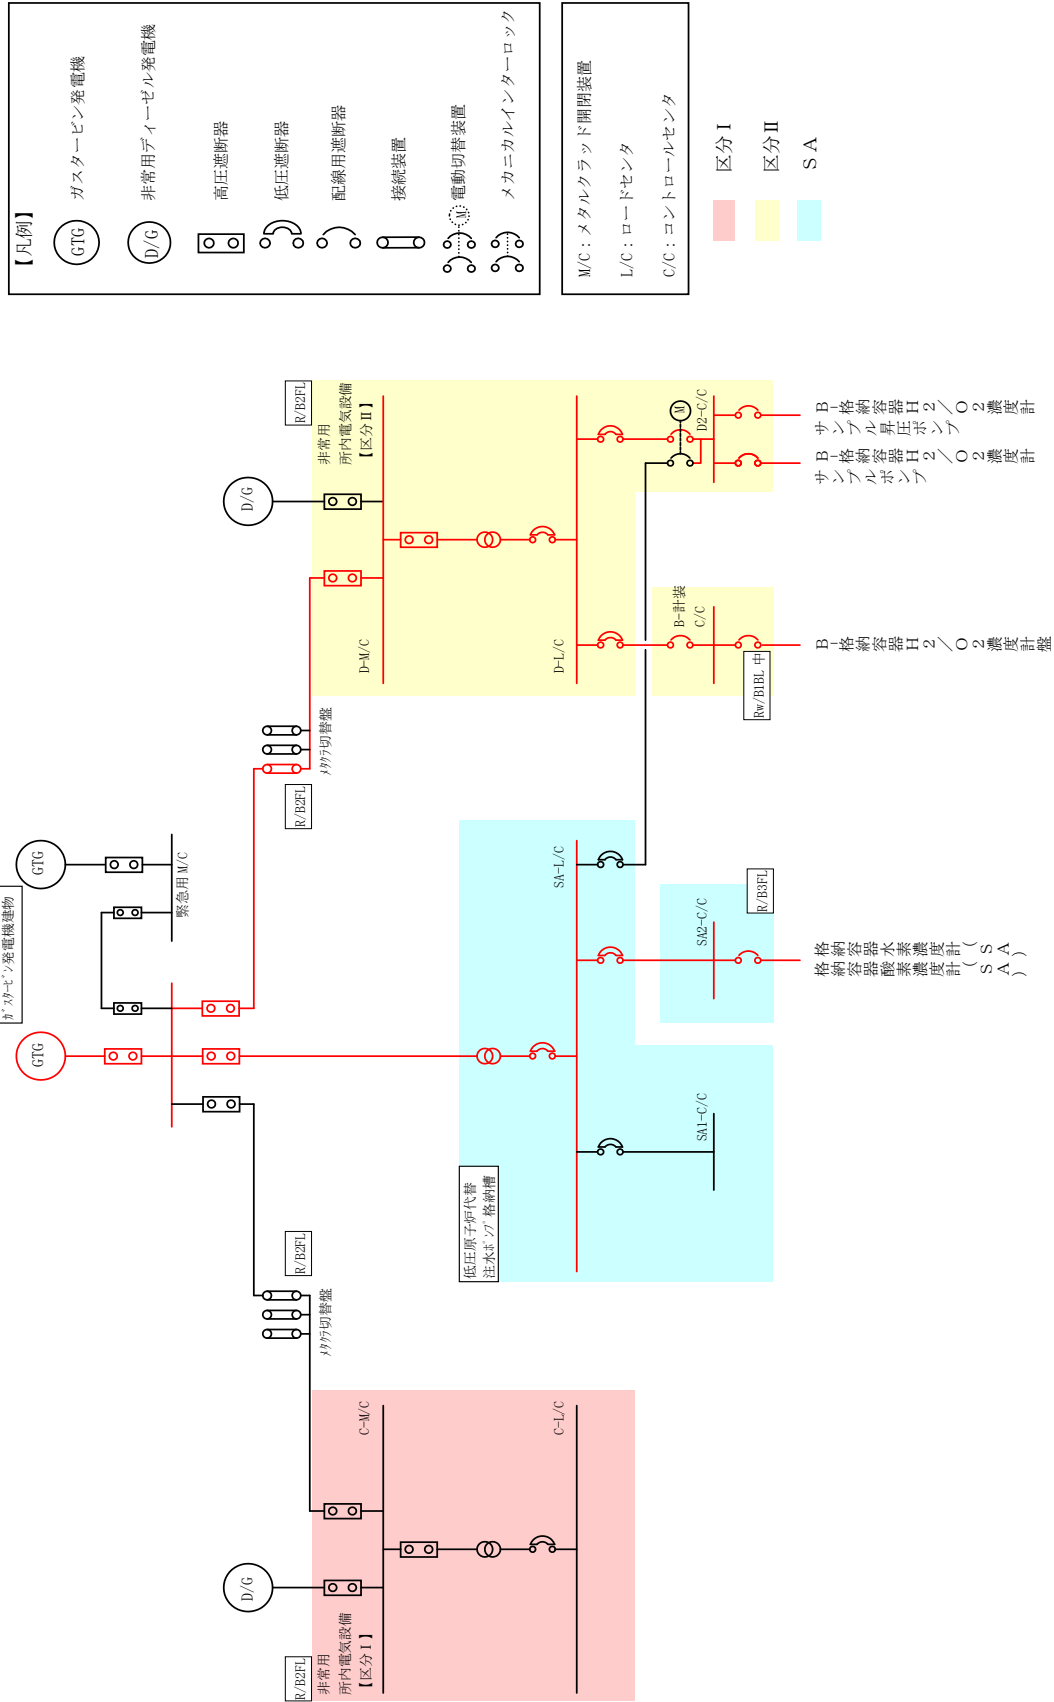 【凡例】
GTG
ガスタービン発電機
D/G
非常用ディーゼル発電機
高圧遮断器
低圧遮断器
配線用遮断器
接続装置
M
電動切替装置
メカニカルインターロック
M/C：メタルクラッド開閉装置
L/C：ロードセンタ
C/C：コントロールセンタ
区分Ⅰ
区分Ⅱ
ＳＡ
ガスタービン発電機建物
GTG
GTG
緊急用 M/C
R/B2FL
メタクラ切替盤
R/B2FL
メタクラ切替盤
D/G
R/B2FL
非常用
所内電気設備
【区分Ⅱ】
D-M/C
D-L/C
M
D2-C/C
B-計装
C/C
Rw/B1BL 中
Ｂ－格納容器Ｈ２／Ｏ２濃度計
サンプル昇圧ポンプ
Ｂ－格納容器Ｈ２／Ｏ２濃度計
サンプルポンプ
Ｂ－格納容器Ｈ２／Ｏ２濃度計盤
低圧原子炉代替
注水ポンプ格納槽
SA-L/C
SA1-C/C
SA2-C/C
R/B3FL
格納容器水素濃度計(ＳＡ)
格納容器酸素濃度計(ＳＡ)
D/G
R/B2FL
非常用
所内電気設備
【区分Ⅰ】
C-M/C
C-L/C